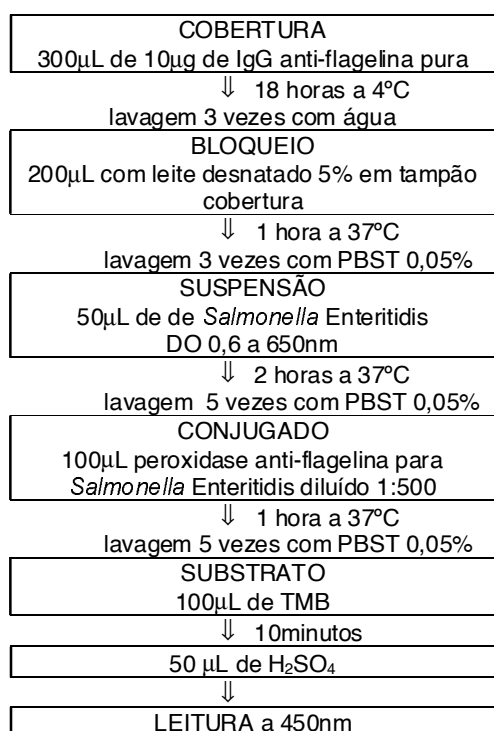 COBERTURA
300µL de 10µg de IgG anti-flagelina pura
⇓ 18 horas a 4ºC
lavagem 3 vezes com água
BLOQUEIO
200µL com leite desnatado 5% em tampão
cobertura
⇓ 1 hora a 37ºC
lavagem 3 vezes com PBST 0,05%
SUSPENSÃO
50µL de de Salmonella Enteritidis
DO 0,6 a 650nm
⇓ 2 horas a 37ºC
lavagem 5 vezes com PBST 0,05%
CONJUGADO
100µL peroxidase anti-flagelina para
Salmonella Enteritidis diluído 1:500
⇓ 1 hora a 37ºC
lavagem 5 vezes com PBST 0,05%
SUBSTRATO
100µL de TMB
⇓ 10minutos
50 µL de H₂SO₄
⇓
LEITURA a 450nm